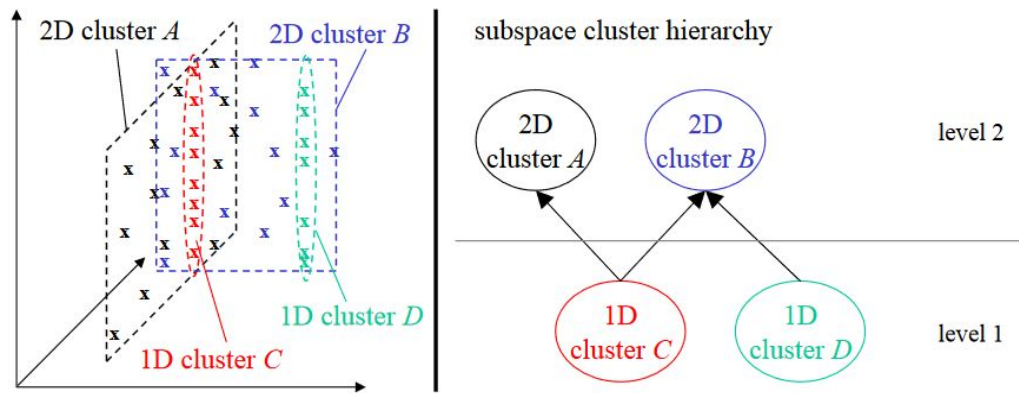 2D cluster A
2D cluster B
x x x x x x x x x x x x x x x x x x x x x x x x x x x x x x x x x x x x x x x x x x x x x x x x x
1D cluster D
1D cluster C
subspace cluster hierarchy
2D
cluster A
2D
cluster B
level 2
1D
cluster C
1D
cluster D
level 1